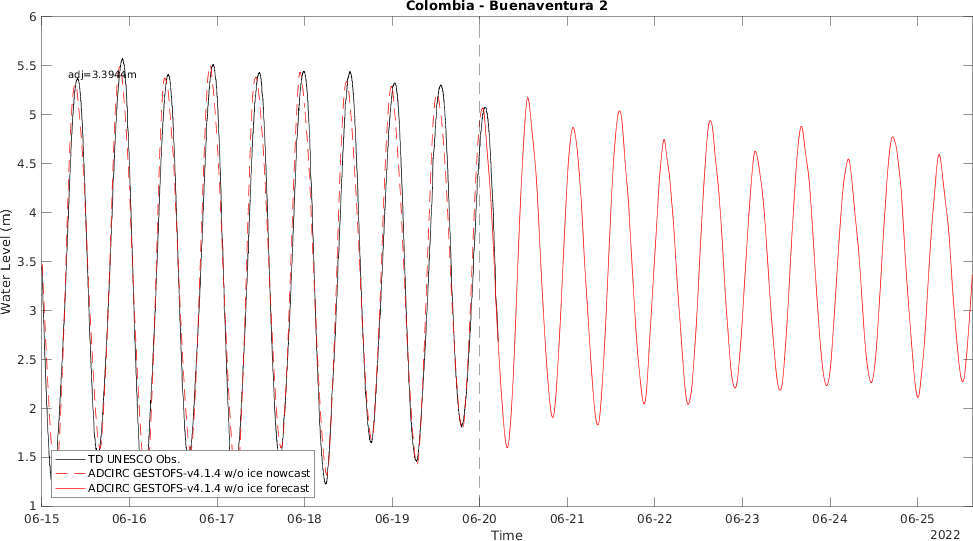 Colombia - Buenaventura 2
6
5.5
5
4.5
4
3.5
3
2.5
2
1.5
1
Water Level (m)
adj=3.3944m
TD UNESCO Obs.
ADCIRC GESTOFS-v4.1.4 w/o ice nowcast
ADCIRC GESTOFS-v4.1.4 w/o ice forecast
06-15 06-16 06-17 06-18 06-19 06-20 06-21 06-22 06-23 06-24 06-25
Time
2022